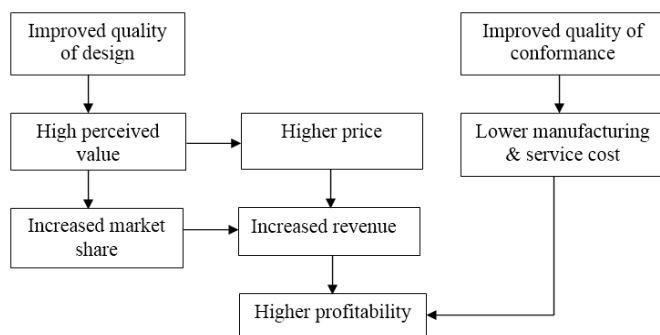 Improved quality
of design
Improved quality of
conformance
High perceived
value
Higher price
Lower manufacturing
& service cost
Increased market
share
Increased revenue
Higher profitability